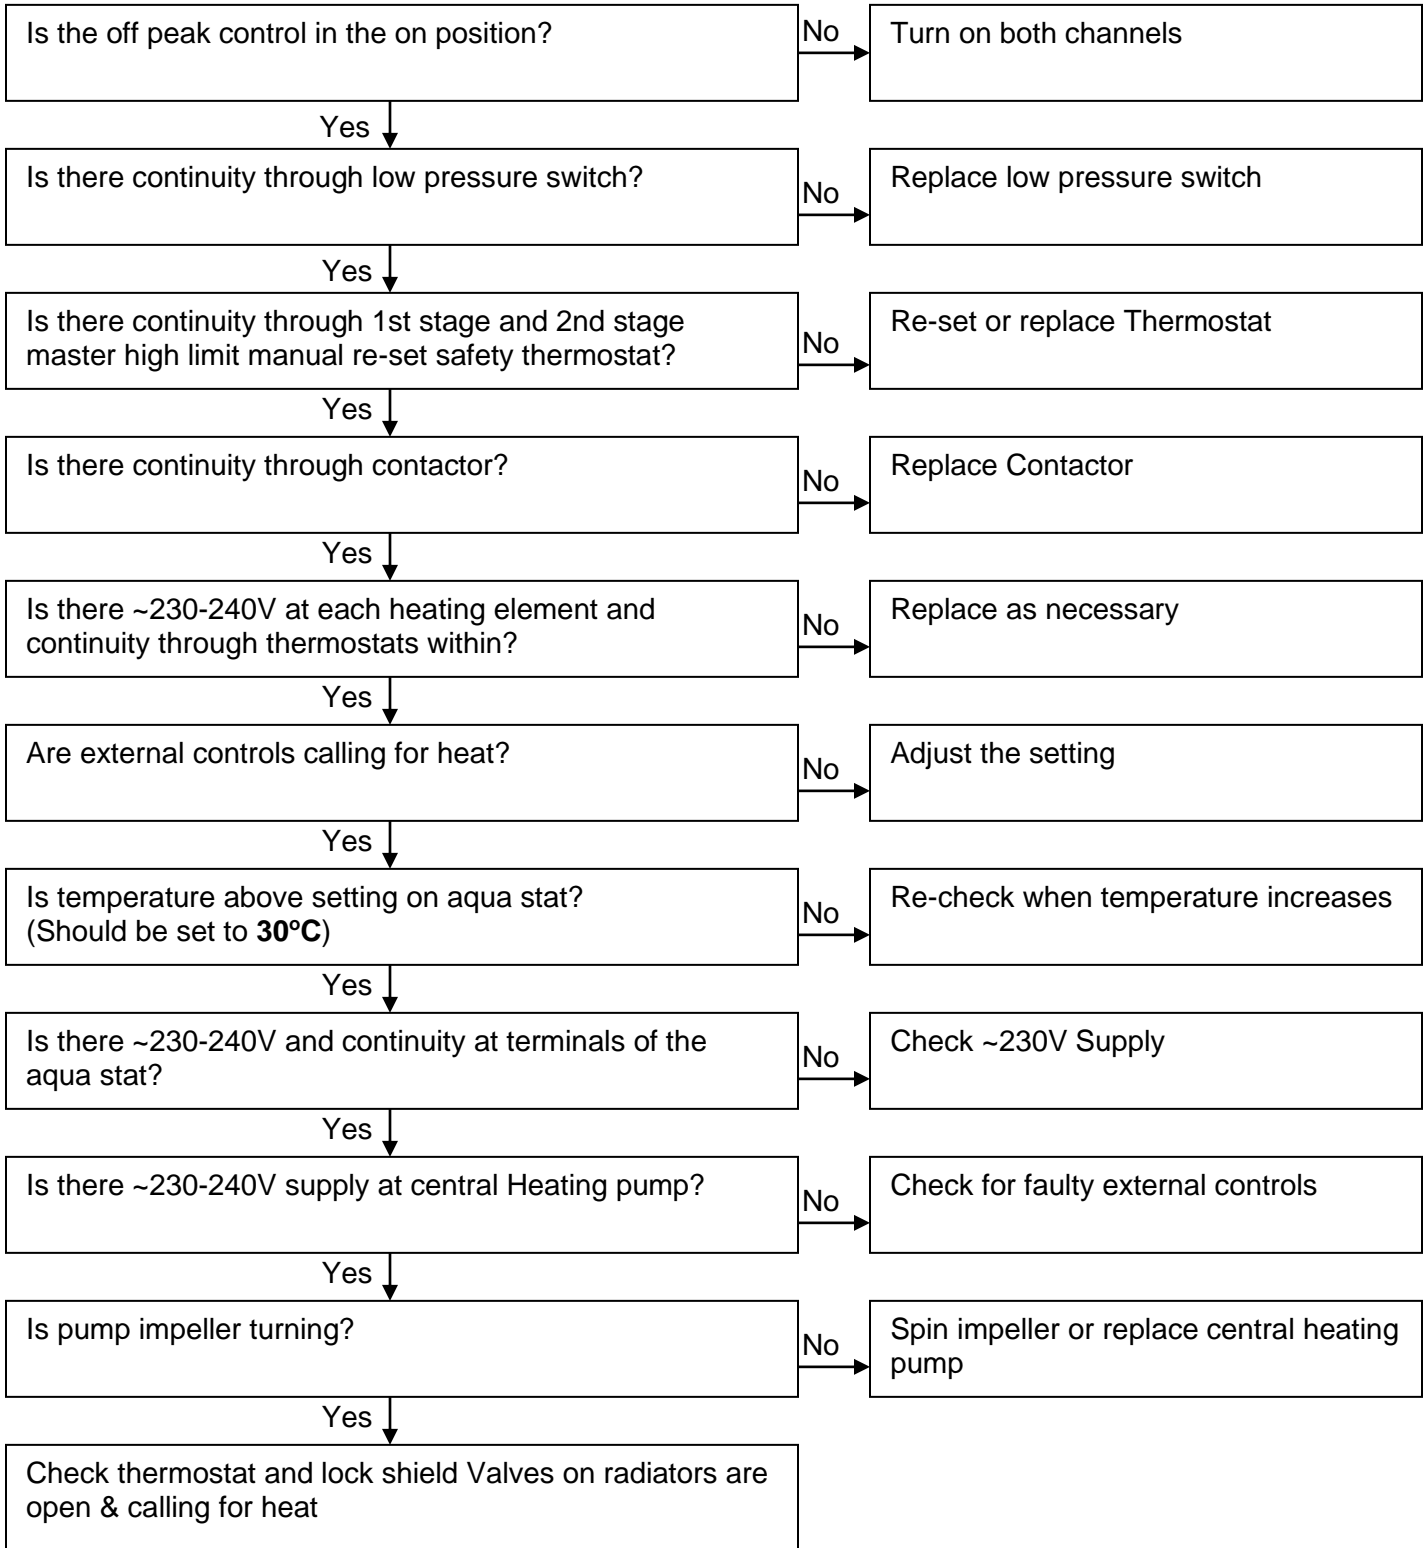 Is the off peak control in the on position?
No
Turn on both channels
Yes
Is there continuity through low pressure switch?
No
Replace low pressure switch
Yes
Is there continuity through 1st stage and 2nd stage
master high limit manual re-set safety thermostat?
No
Re-set or replace Thermostat
Yes
Is there continuity through contactor?
No
Replace Contactor
Yes
Is there ~230-240V at each heating element and
continuity through thermostats within?
No
Replace as necessary
Yes
Are external controls calling for heat?
No
Adjust the setting
Yes
Is temperature above setting on aqua stat?
(Should be set to 30ºC)
No
Re-check when temperature increases
Yes
Is there ~230-240V and continuity at terminals of the
aqua stat?
No
Check ~230V Supply
Yes
Is there ~230-240V supply at central Heating pump?
No
Check for faulty external controls
Yes
Is pump impeller turning?
No
Spin impeller or replace central heating
pump
Yes
Check thermostat and lock shield Valves on radiators are
open & calling for heat